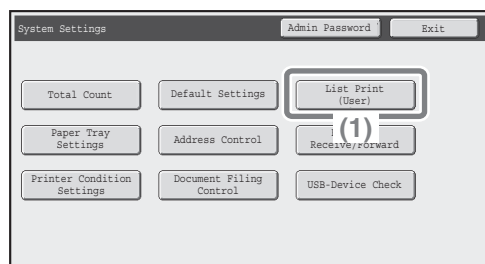 System Settings
Admin Password
Exit
Total Count
Default Settings
List Print
(User)
Paper Tray
Settings
Address Control
(1)
Receive/Forward
Printer Condition
Settings
Document Filing
Control
USB-Device Check